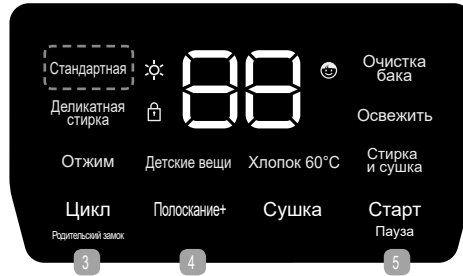 Стандартная
88
Очистка
бака
Деликатная
стирка
Освежить
Отжим
Детские вещи
Хлопок 60°C
Стирка
и сушка
Цикл
Полоскание+
Сушка
Старт
Родительский замок
Пауза
3
4
5